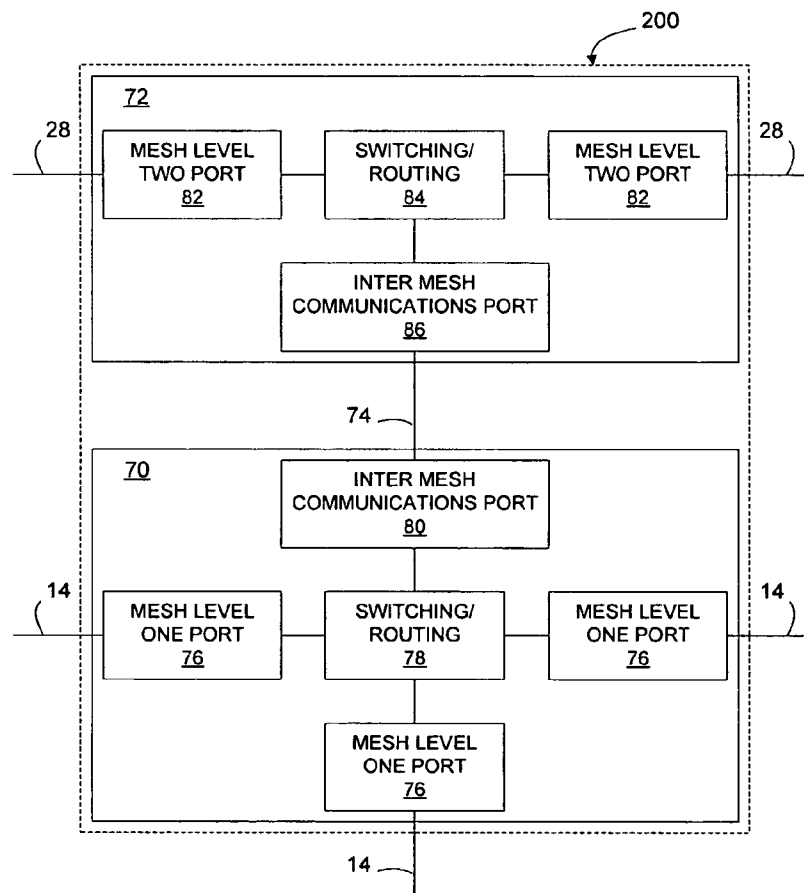 200
72
28
MESH LEVEL
TWO PORT
82
SWITCHING/
ROUTING
84
MESH LEVEL
TWO PORT
82
28
INTER MESH
COMMUNICATIONS PORT
86
74
70
INTER MESH
COMMUNICATIONS PORT
80
14
MESH LEVEL
ONE PORT
76
SWITCHING/
ROUTING
78
MESH LEVEL
ONE PORT
76
14
MESH LEVEL
ONE PORT
76
14